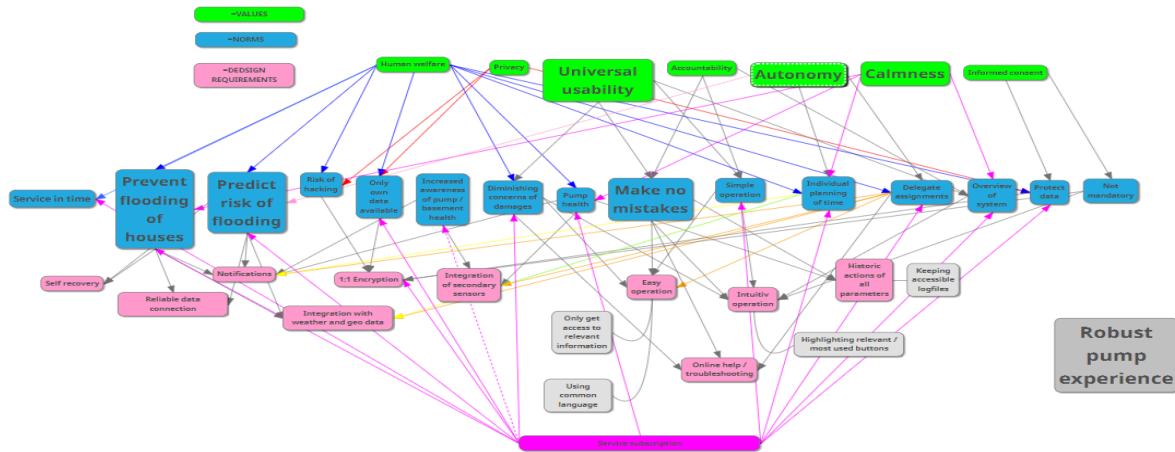 =VALUES
=NORMS
=DEDSIGN
REQUIREMENTS
Human welfare
Privacy
Universal
usability
Accountability
Autonomy
Calmness
Informed consent
Service in time
Prevent
flooding
of
houses
Predict
risk of
flooding
Risk of
hacking
Only
own
data
available
Increased
awareness
of pump /
basement
health
Diminishing
concerns of
damages
Pump
health
Make no
mistakes
Simple
operation
Individual
planning
of time
Delegate
assignments
Overview
of
system
Protect
data
Not
mandatory
Self recovery
Notifications
Reliable data
connection
Integration with
weather and geo data
1:1 Encryption
Integration
of secondary
sensors
Easy
operation
Intuitiv
operation
Historic
actions of
all
parameters
Keeping
accessible
logfiles
Only get
access to
relevant
information
Highlighting relevant /
most used buttons
Online help /
troubleshooting
Using
common
language
Robust
pump
experience
Service subscription